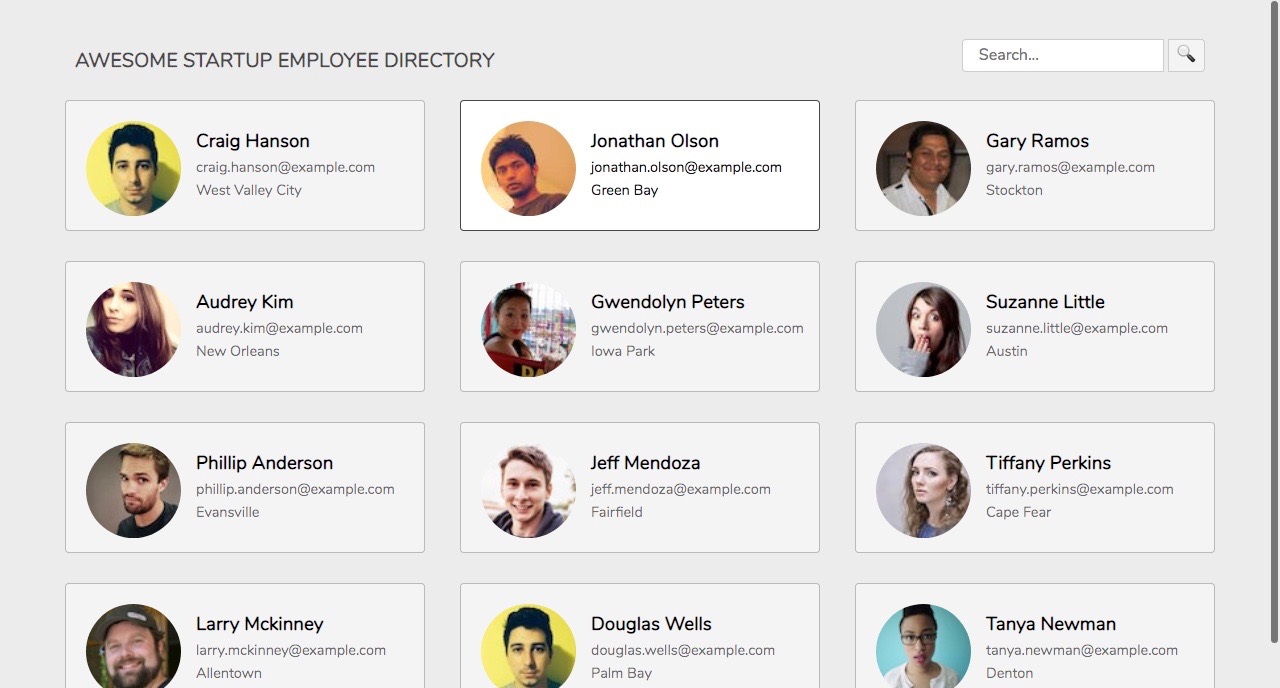 AWESOME STARTUP EMPLOYEE DIRECTORY
Search...
Craig Hanson
craig.hanson@example.com
West Valley City
Jonathan Olson
jonathan.olson@example.com
Green Bay
Gary Ramos
gary.ramos@example.com
Stockton
Audrey Kim
audrey.kim@example.com
New Orleans
Gwendolyn Peters
gwendolyn.peters@example.com
Iowa Park
Suzanne Little
suzanne.little@example.com
Austin
Phillip Anderson
phillip.anderson@example.com
Evansville
Jeff Mendoza
jeff.mendoza@example.com
Fairfield
Tiffany Perkins
tiffany.perkins@example.com
Cape Fear
Larry Mckinney
larry.mckinney@example.com
Allentown
Douglas Wells
douglas.wells@example.com
Palm Bay
Tanya Newman
tanya.newman@example.com
Denton